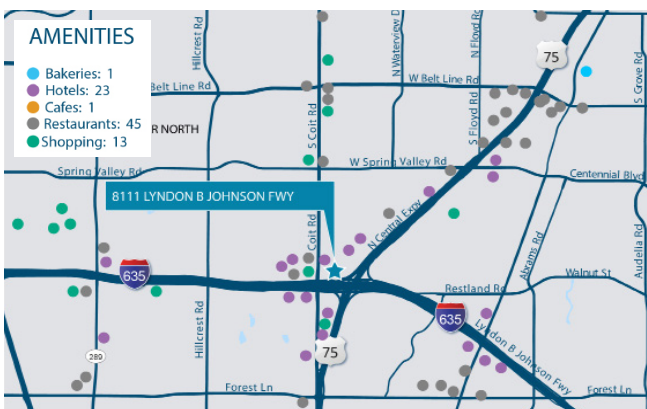 AMENITIES
Bakeries: 1
Hotels: 23
Cafes: 1
Restaurants: 45
Shopping: 13
Hillcrest Rd
S Coit Rd
N Waterview D
N Floyd Rd
75
S Grove Rd
Belt Line Rd
W Belt Line Rd
R NORTH
S Floyd Rd
Spring Valley Rd
W Spring Valley Rd
Centennial Blvd
8111 LYNDON B JOHNSON FWY
Coit Rd
N Central Expy
Abrams Rd
Audelia Rd
635
Restland Rd
Walnut St
Hillcrest Rd
635
Lyndon B Johnson Fwy
75
289
Forest Ln
Forest Ln